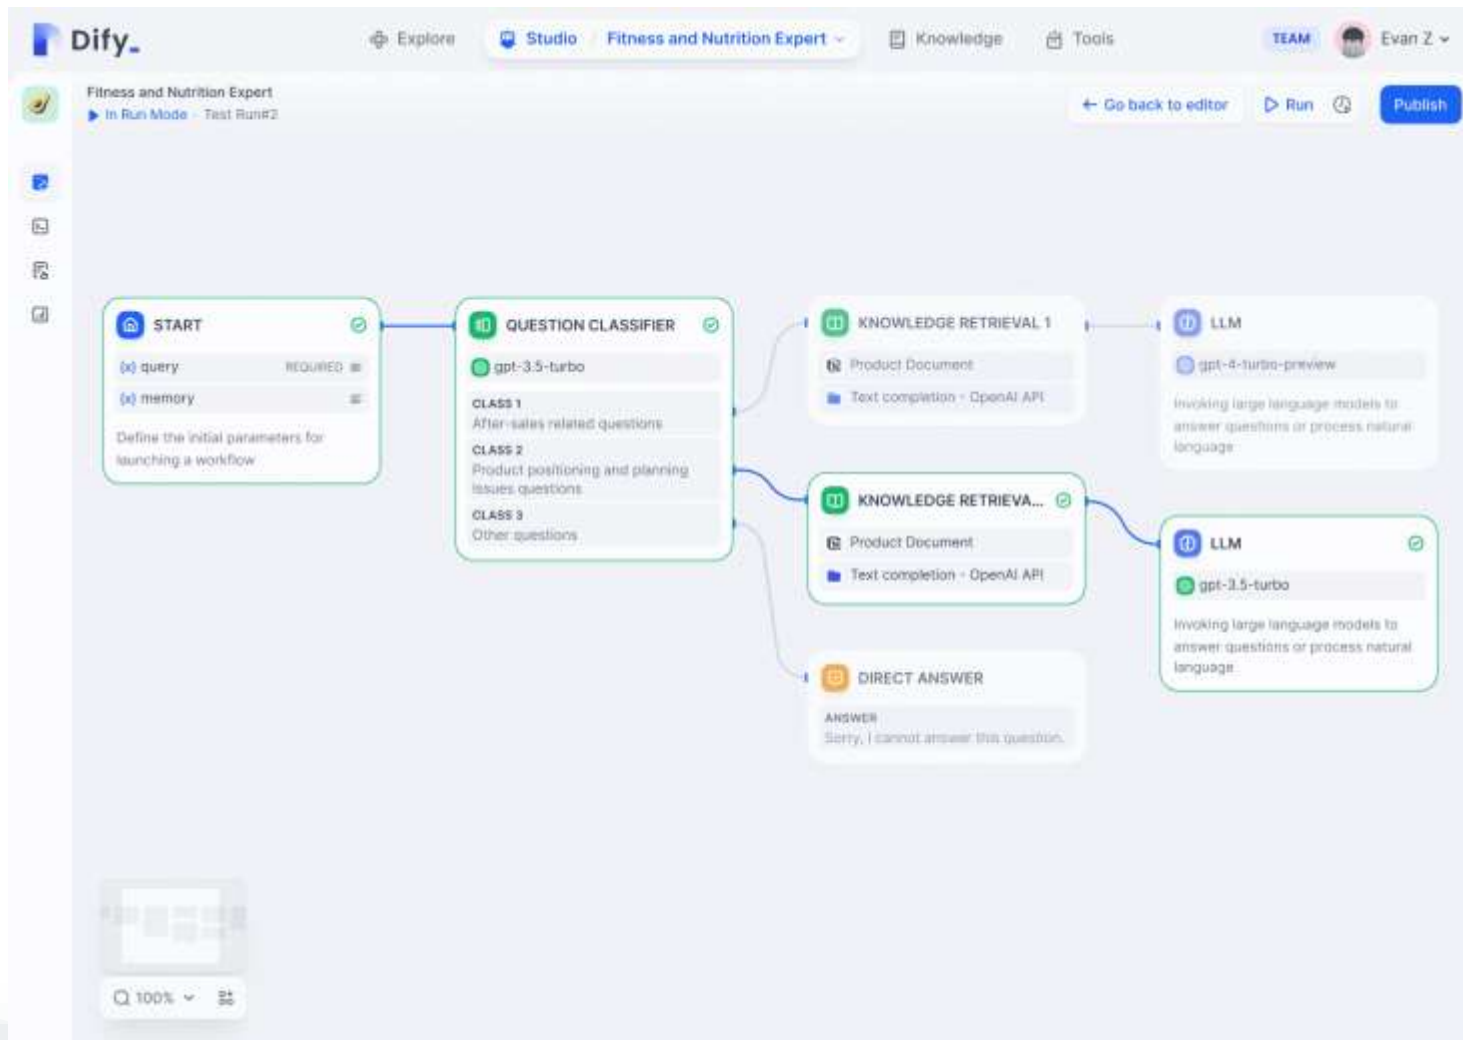 Dify_
Explore
Studio / Fitness and Nutrition Expert
Knowledge
Tools
TEAM
Evan Z
Fitness and Nutrition Expert
In Run Mode · Test Run#2
← Go back to editor
Run
Publish
START
{x} query REQUIRED
{x} memory
Define the initial parameters for
launching a workflow
QUESTION CLASSIFIER
gpt-3.5-turbo
CLASS 1
After-sales related questions
CLASS 2
Product positioning and planning
issues questions
CLASS 3
Other questions
KNOWLEDGE RETRIEVAL 1
Product Document
Text completion - OpenAI API
LLM
gpt-4-turbo-preview
Invoking large language models to
answer questions or process natural
language
KNOWLEDGE RETRIEVA...
Product Document
Text completion - OpenAI API
LLM
gpt-3.5-turbo
Invoking large language models to
answer questions or process natural
language
DIRECT ANSWER
ANSWER
Sorry, I cannot answer this question.
100%